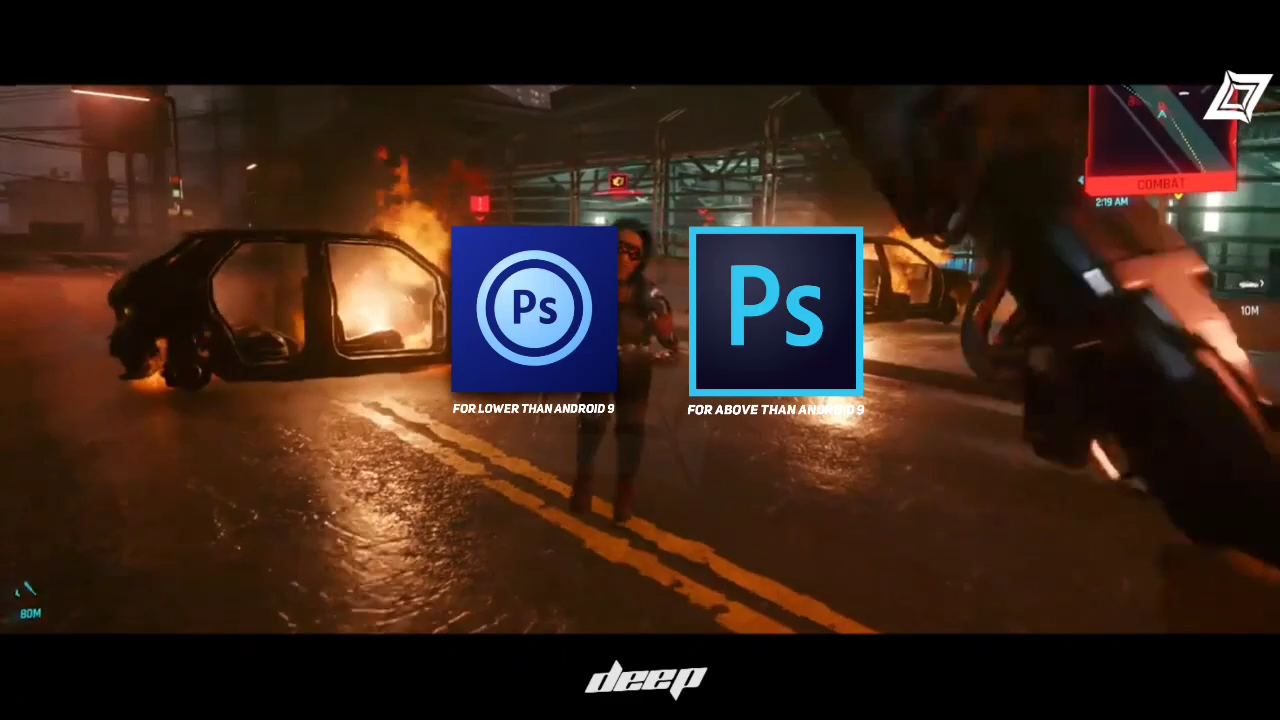 COMBAT
2:19 AM
Ps
Ps
10M
FOR LOWER THAN ANDROID 9
FOR ABOVE THAN ANDROID 9
80M
deep